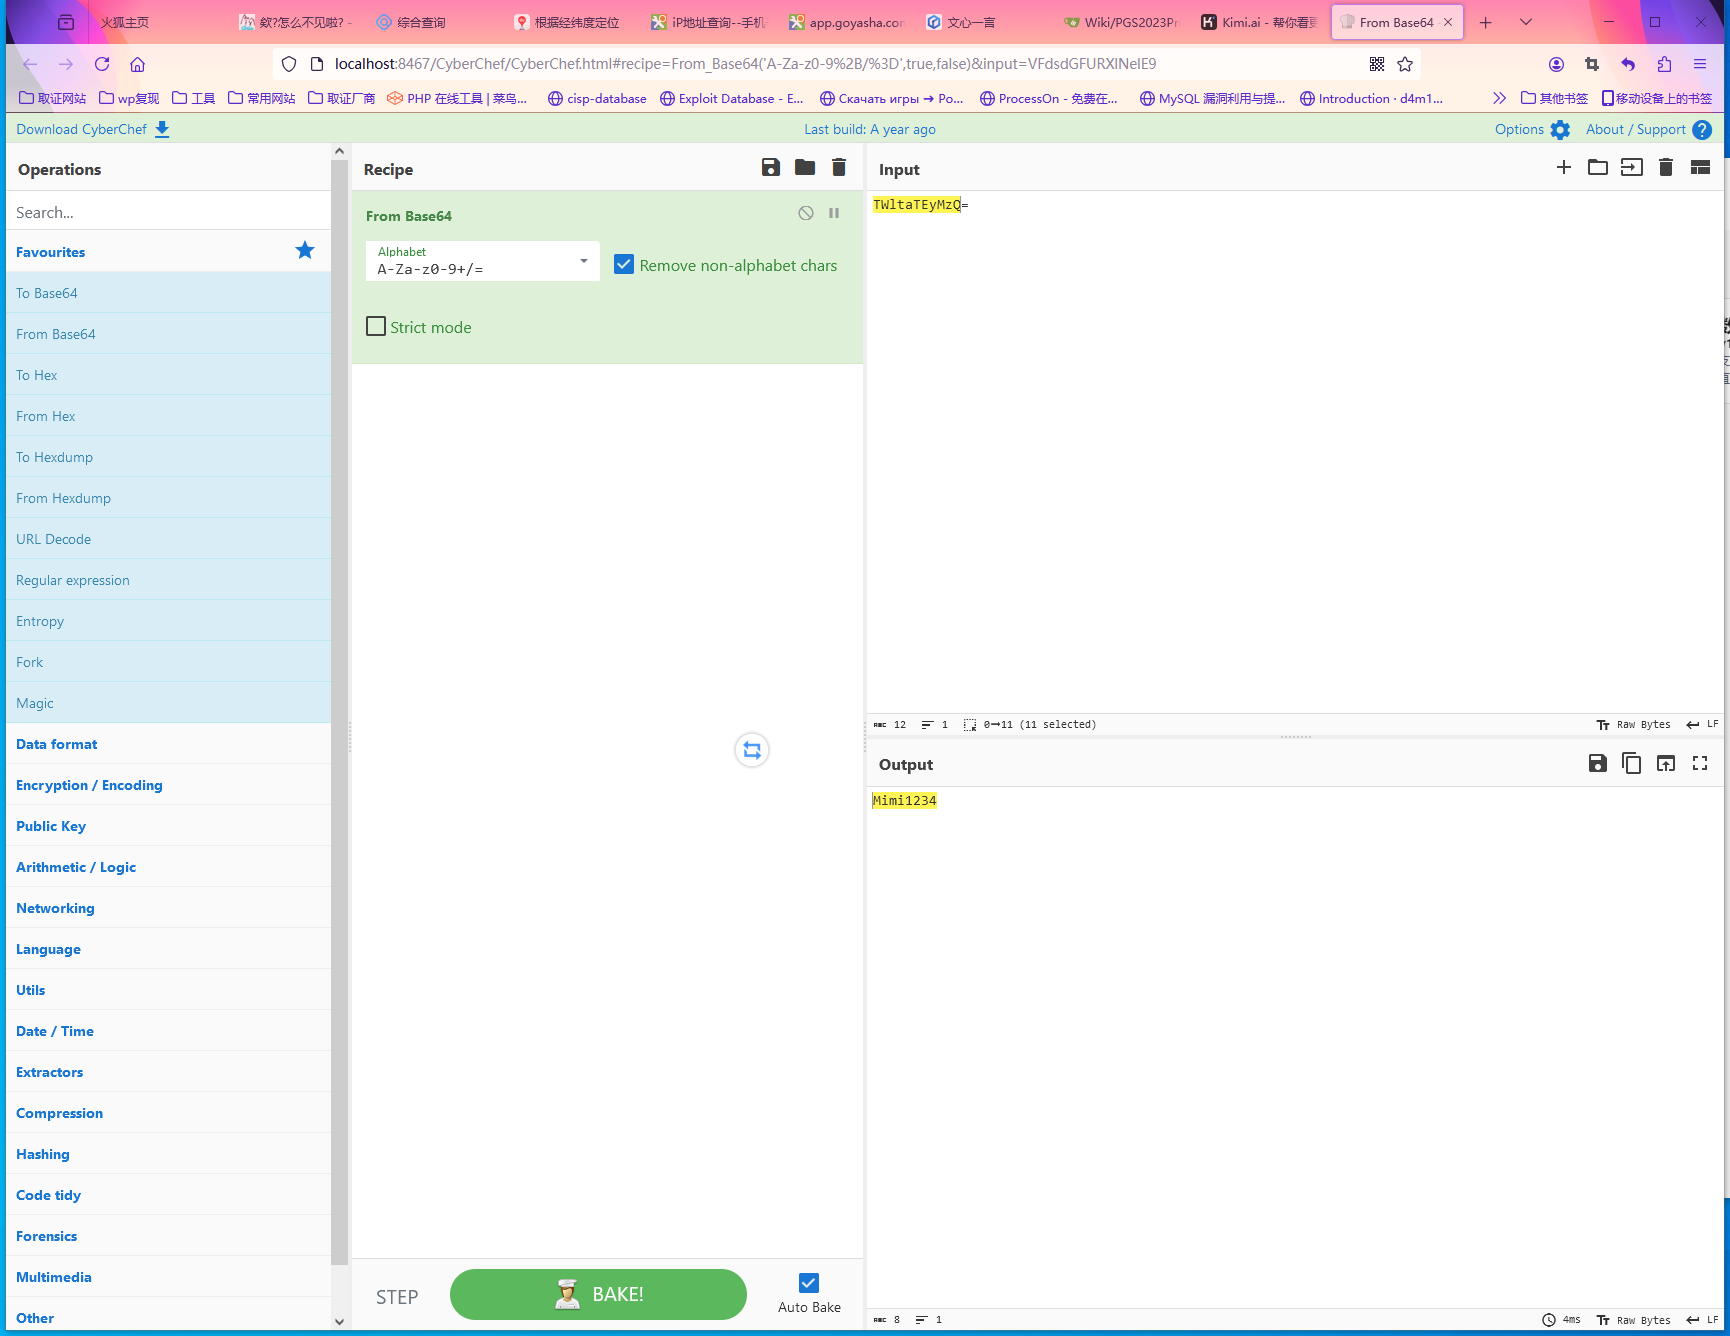 火狐主页
欸?怎么不见啦? -
综合查询
根据经纬度定位
iP地址查询--手机
app.goyasha.co
文心一言
Wiki/PGS2023Pr
Kimi.ai - 帮你看更
From Base64
localhost:8467/CyberChef/CyberChef.html#recipe=From_Base64('A-Za-z0-9%2B/%3D',true,false)&input=VFdsdGFURXlNelE9
取证网站
wp复现
工具
常用网站
取证厂商
PHP 在线工具 | 菜鸟...
cisp-database
Exploit Database - E...
Скачать игры → Po...
ProcessOn - 免费在...
MySQL 漏洞利用与提...
Introduction · d4m1...
其他书签
移动设备上的书签
Download CyberChef
Last build: A year ago
Options
About / Support
Operations
Search...
Favourites
To Base64
From Base64
To Hex
From Hex
To Hexdump
From Hexdump
URL Decode
Regular expression
Entropy
Fork
Magic
Data format
Encryption / Encoding
Public Key
Arithmetic / Logic
Networking
Language
Utils
Date / Time
Extractors
Compression
Hashing
Code tidy
Forensics
Multimedia
Other
Recipe
From Base64
Alphabet
A-Za-z0-9+/=
Remove non-alphabet chars
Strict mode
STEP
BAKE!
Auto Bake
Input
TWltaTEyMzQ=
ABC 12
1
0→11 (11 selected)
Raw Bytes
LF
Output
Mimi1234
ABC 8
1
4ms
Raw Bytes
LF